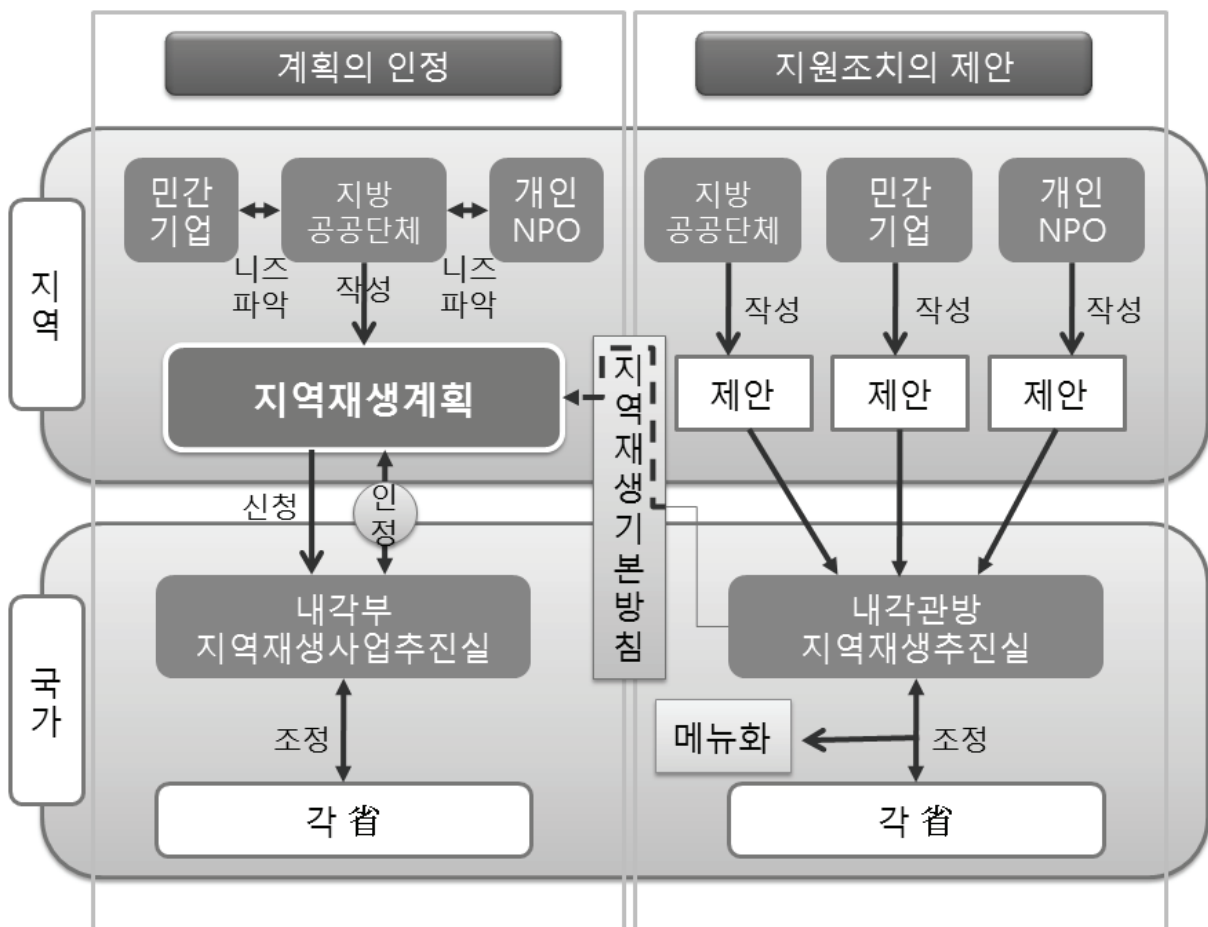 계획의 인정
지원조치의 제안
지
역
민간
기업
지방
공공단체
개인
NPO
니즈
파악
작성
니즈
파악
지역재생계획
지방
공공단체
민간
기업
개인
NPO
작성
작성
작성
제안
제안
제안
지
역
재
생
기
본
방
침
신청
인
정
국
가
내각부
지역재생사업추진실
조정
각 省
내각관방
지역재생추진실
메뉴화
조정
각 省